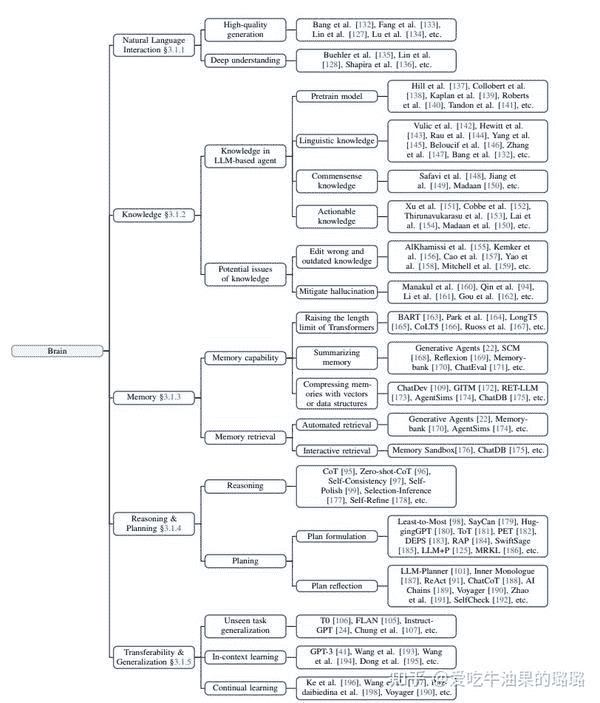 Brain
Natural Language
Interaction §3.1.1
High-quality
generation
Bang et al. [132], Fang et al. [133],
Lin et al. [127], Lu et al. [134], etc.
Deep understanding
Buehler et al. [135], Lin et al.
[128], Shapira et al. [136], etc.
Knowledge §3.1.2
Knowledge in
LLM-based agent
Pretrain model
Hill et al. [137], Collobert et al.
[138], Kaplan et al. [139], Roberts
et al. [140], Tandon et al. [141], etc.
Linguistic knowledge
Vulic et al. [142], Hewitt et al.
[143], Rau et al. [144], Yang et al.
[145], Beloucif et al. [146], Zhang
et al. [147], Bang et al. [132], etc.
Commensense
knowledge
Safavi et al. [148], Jiang et
al. [149], Madaan [150], etc.
Actionable
knowledge
Xu et al. [151], Cobbe et al. [152],
Thirunavukarasu et al. [153], Lai et
al. [154], Madaan et al. [150], etc.
Potential issues
of knowledge
Edit wrong and
outdated knowledge
AlKhamissi et al. [155], Kemker et
al. [156], Cao et al. [157], Yao et
al. [158], Mitchell et al. [159], etc.
Mitigate hallucination
Manakul et al. [160], Qin et al. [94],
Li et al. [161], Gou et al. [162], etc.
Memory §3.1.3
Memory capability
Raising the length
limit of Transformers
BART [163], Park et al. [164], LongT5
[165], CoLT5 [166], Ruoss et al. [167], etc.
Summarizing
memory
Generative Agents [22], SCM
[168], Reflexion [169], Memory-
bank [170], ChatEval [171], etc.
Compressing mem-
ories with vectors
or data structures
ChatDev [109], GITM [172], RET-LLM
[173], AgentSims [174], ChatDB [175], etc.
Memory retrieval
Automated retrieval
Generative Agents [22], Memory-
bank [170], AgentSims [174], etc.
Interactive retrieval
Memory Sandbox[176], ChatDB [175], etc.
Reasoning &
Planning §3.1.4
Reasoning
CoT [95], Zero-shot-CoT [96],
Self-Consistency [97], Self-
Polish [99], Selection-Inference
[177], Self-Refine [178], etc.
Planing
Plan formulation
Least-to-Most [98], SayCan [179], Hug-
gingGPT [180], ToT [181], PET [182],
DEPS [183], RAP [184], SwiftSage
[185], LLM+P [125], MRKL [186], etc.
Plan reflection
LLM-Planner [101], Inner Monologue
[187], ReAct [91], ChatCoT [188], AI
Chains [189], Voyager [190], Zhao
et al. [191], SelfCheck [192], etc.
Transferability &
Generalization §3.1.5
Unseen task
generalization
T0 [106], FLAN [105], Instruct-
GPT [24], Chung et al. [107], etc.
In-context learning
GPT-3 [41], Wang et al. [193], Wang
et al. [194], Dong et al. [195], etc.
Continual learning
Ke et al. [196], Wang et al.
daibiedina et al. [198], Voyager [190], etc.
知乎 @爱吃牛油果的璐璐